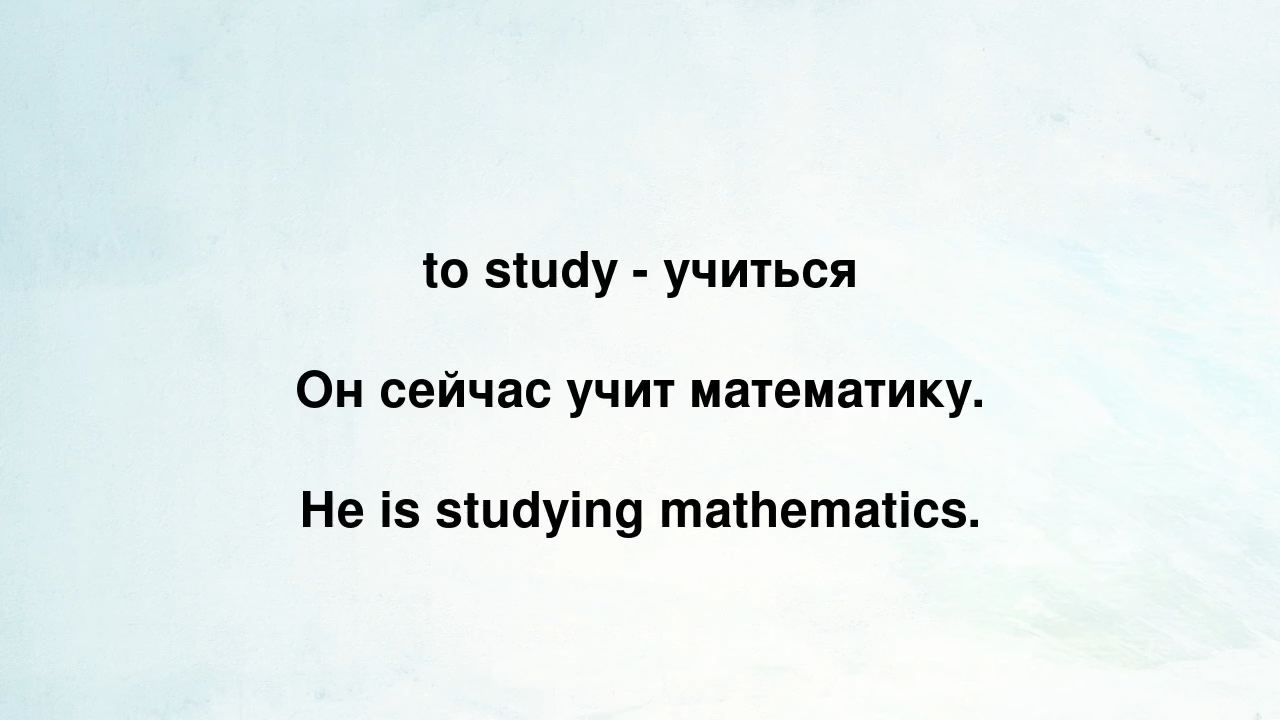 to study - учиться
Он сейчас учит математику.
He is studying mathematics.